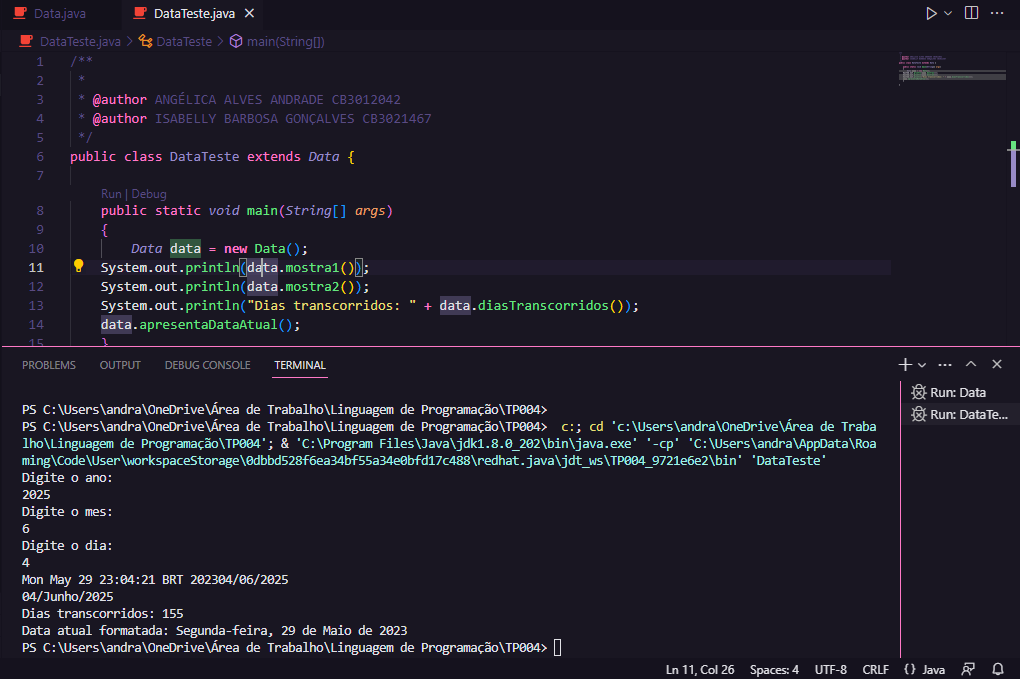 Data.java DataTeste.java
DataTeste.java > DataTeste > main(String[])
1 /**
2 *
3 * @author ANGÉLICA ALVES ANDRADE CB3012042
4 * @author ISABELLY BARBOSA GONÇALVES CB3021467
5 */
6 public class DataTeste extends Data {
7
Run | Debug
8 public static void main(String[] args)
9 {
10 Data data = new Data();
11 System.out.println(data.mostra1());
12 System.out.println(data.mostra2());
13 System.out.println("Dias transcorridos: " + data.diasTranscorridos());
14 data.apresentaDataAtual();
15 }
PROBLEMS OUTPUT DEBUG CONSOLE TERMINAL
Run: Data
Run: DataTe...
PS C:\Users\andra\OneDrive\Área de Trabalho\Linguagem de Programação\TP004>
PS C:\Users\andra\OneDrive\Área de Trabalho\Linguagem de Programação\TP004> c:; cd 'c:\Users\andra\OneDrive\Área de Traba
lho\Linguagem de Programação\TP004'; & 'C:\Program Files\Java\jdk1.8.0_202\bin\java.exe' '-cp' 'C:\Users\andra\AppData\Roa
ming\Code\User\workspaceStorage\0dbbd528f6ea34bf55a34e0bfd17c488\redhat.java\jdt_ws\TP004_9721e6e2\bin' 'DataTeste'
Digite o ano:
2025
Digite o mes:
6
Digite o dia:
4
Mon May 29 23:04:21 BRT 202304/06/2025
04/Junho/2025
Dias transcorridos: 155
Data atual formatada: Segunda-feira, 29 de Maio de 2023
PS C:\Users\andra\OneDrive\Área de Trabalho\Linguagem de Programação\TP004>
Ln 11, Col 26 Spaces: 4 UTF-8 CRLF {} Java